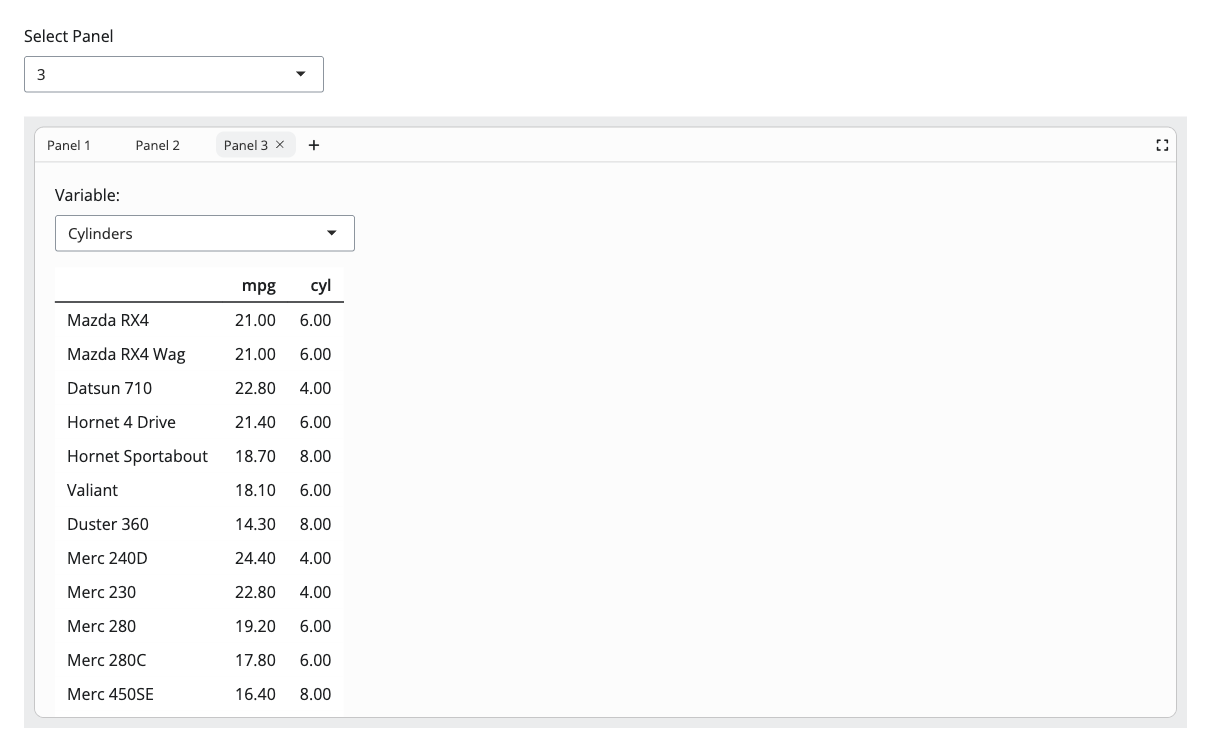 Select Panel
3
Panel 1 Panel 2 Panel 3 × +
Variable:
Cylinders
mpg cyl
Mazda RX4 21.00 6.00
Mazda RX4 Wag 21.00 6.00
Datsun 710 22.80 4.00
Hornet 4 Drive 21.40 6.00
Hornet Sportabout 18.70 8.00
Valiant 18.10 6.00
Duster 360 14.30 8.00
Merc 240D 24.40 4.00
Merc 230 22.80 4.00
Merc 280 19.20 6.00
Merc 280C 17.80 6.00
Merc 450SE 16.40 8.00